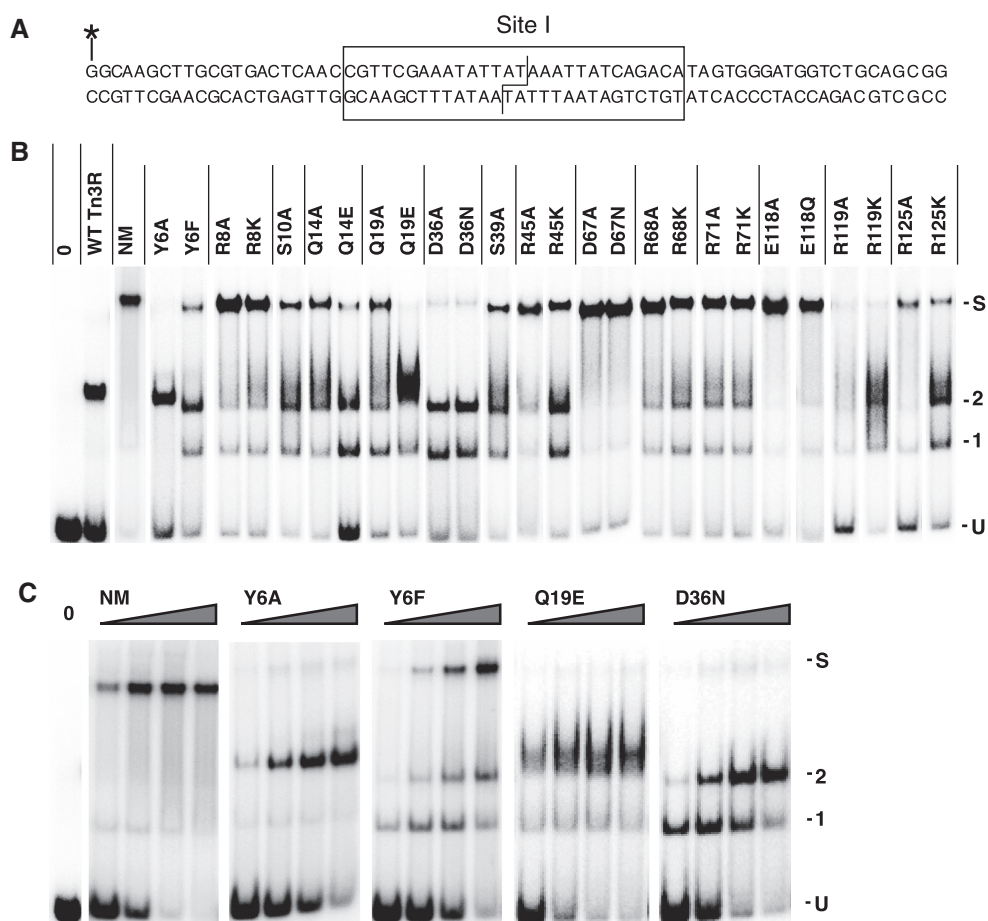 A
Site I
*
GGCAAGCTTGCGTGACTCAACCGTTCGAAATATTATAAATTATCAGACATAGTGGGATGGTCTGCAGCGG
CCGTTCGAACGCACTGAGTTGGCAAGCTTTATAATATTTAATAGTCTGTATCACCCTACCAGACGTCGCC
B
0 WT Tn3R NM Y6A Y6F R8A R8K S10A Q14A Q14E Q19A Q19E D36A D36N S39A R45A R45K D67A D67N R68A R68K R71A R71K E118A E118Q R119A R119K R125A R125K
-S
-2
-1
-U
C
0 NM Y6A Y6F Q19E D36N
-S
-2
-1
-U